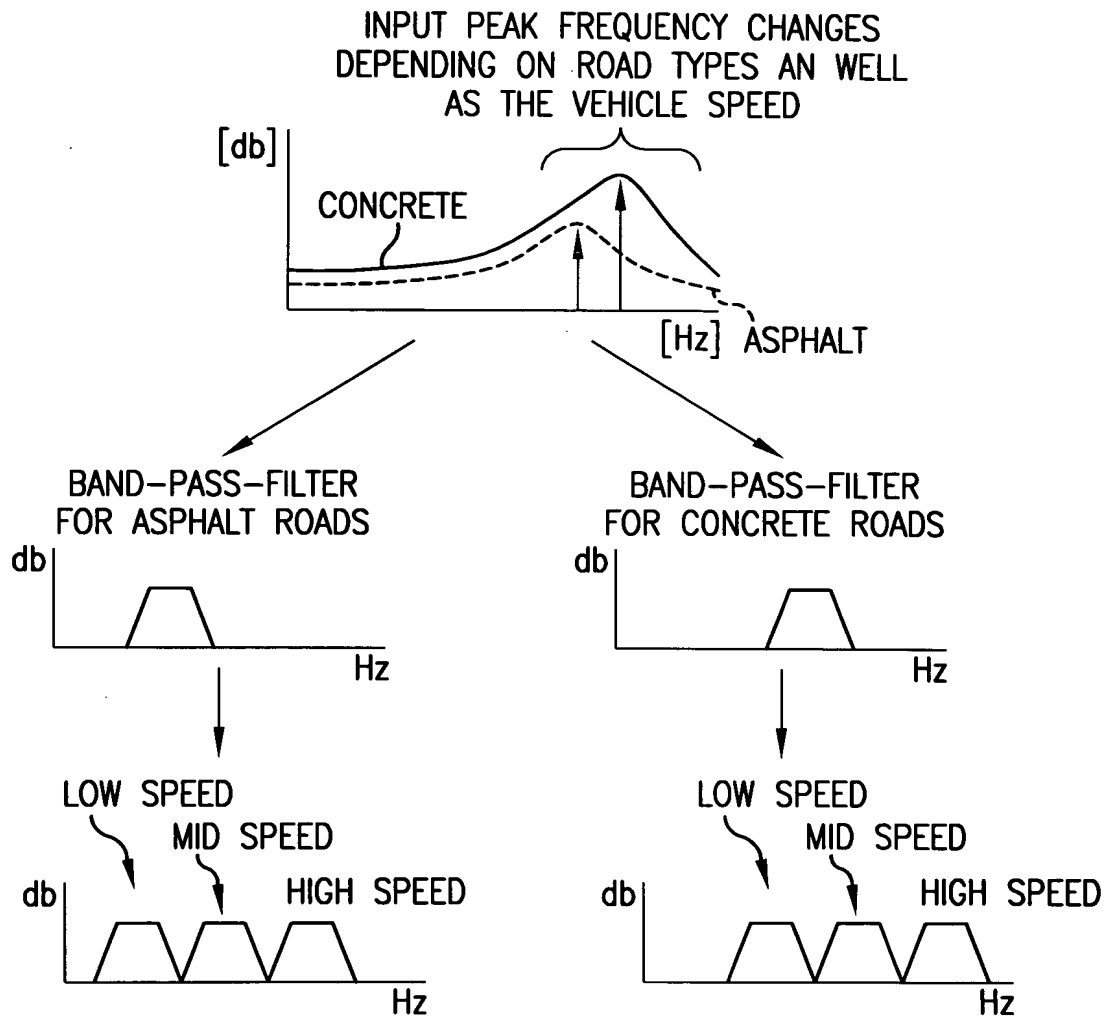 INPUT PEAK FREQUENCY CHANGES
DEPENDING ON ROAD TYPES AN WELL
AS THE VEHICLE SPEED
[db]
CONCRETE
[Hz]
ASPHALT
BAND-PASS-FILTER
FOR ASPHALT ROADS
db
Hz
BAND-PASS-FILTER
FOR CONCRETE ROADS
db
Hz
LOW SPEED
MID SPEED
HIGH SPEED
db
Hz
LOW SPEED
MID SPEED
HIGH SPEED
db
Hz